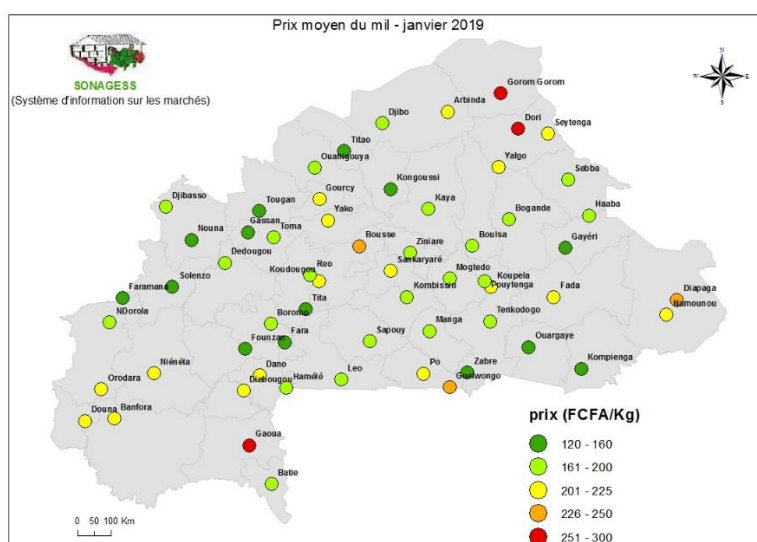 Prix moyen du mil - janvier 2019
SONAGESS
(Système d'information sur les marchés)
N
W
E
S
Gorom Gorom
Arbinda
Djibo
Dori
Seytenga
Titao
Ouahigouya
Yalgo
Sebba
Kongoussi
Gourcy
Djibasso
Tougan
Kaya
Haaba
Yako
Bogande
Gassan
Nouna
Toma
Bousse
Boulsa
Gayéri
Ziniare
Dedougou
Sankaryaré
Koudougou
Reo
Mogtedo
Koupela
Pouytenga
Solenzo
Faramana
Kombissiri
Fada
Diapaga
Namounou
Tita
NDorola
Boromo
Manga
Tenkodogo
Fara
Sapouy
Founzan
Ouargaye
Zabre
Kompienga
Niénéta
Dano
Leo
Po
Guelwongo
Orodara
Diebougou
Hamélé
Douna
Banfora
Gaoua
Batie
prix (FCFA/Kg)
120 - 160
161 - 200
201 - 225
226 - 250
251 - 300
0 50 100 Km